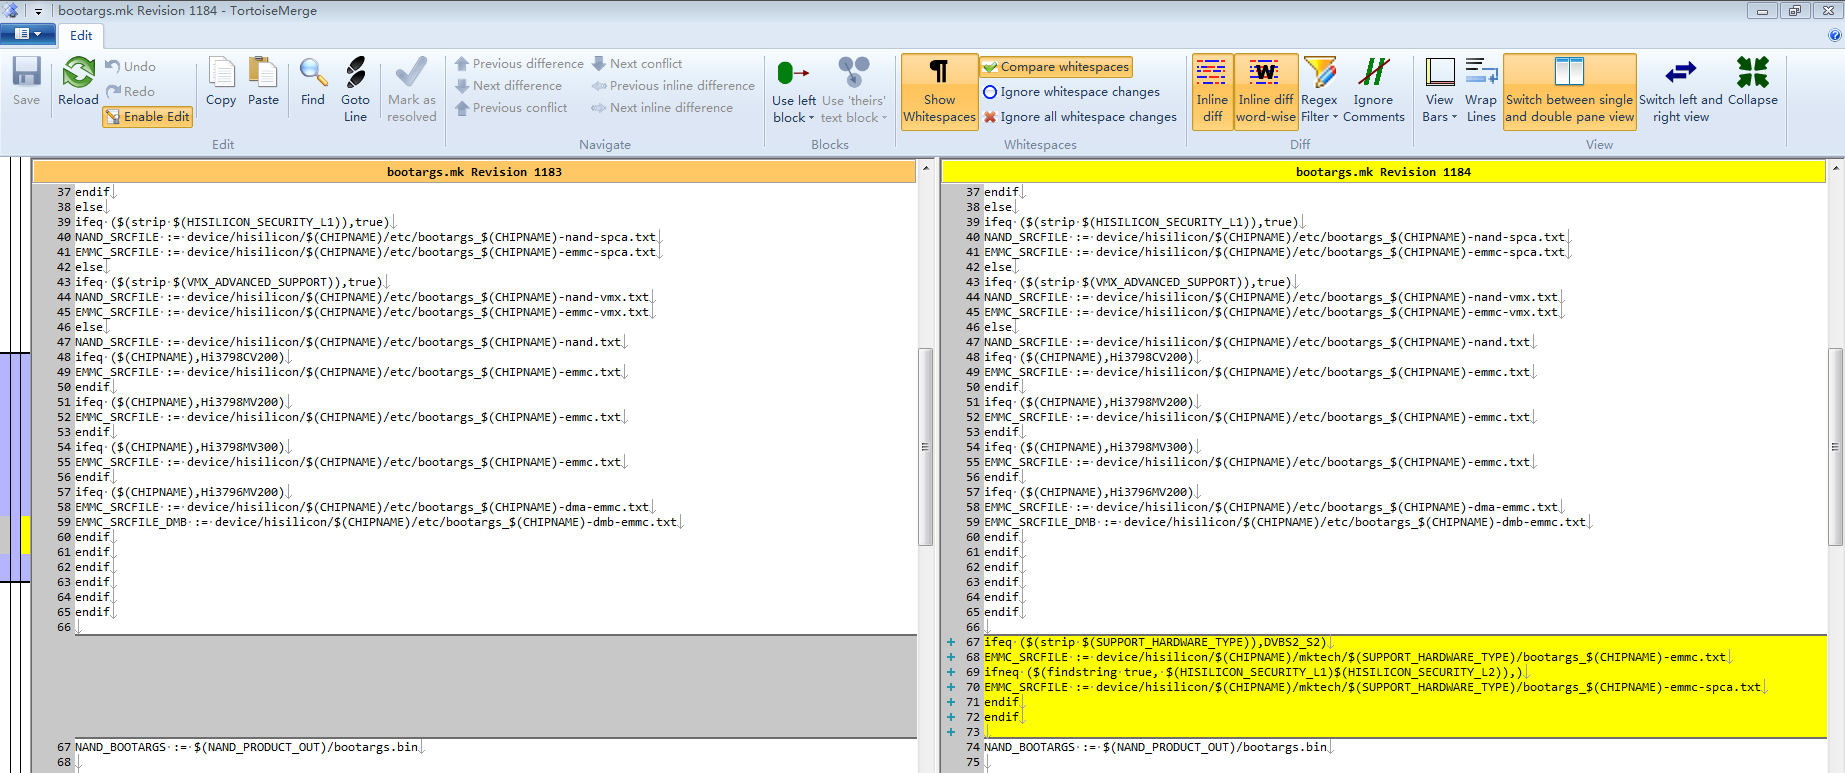 bootargs.mk Revision 1184 - TortoiseMerge
Edit
Save
Reload
Undo
Redo
Enable Edit
Copy
Paste
Find
Goto Line
Mark as resolved
Edit
Previous difference
Next difference
Previous conflict
Next conflict
Previous inline difference
Next inline difference
Navigate
Use left block
Use 'theirs' text block
Blocks
Show Whitespaces
Compare whitespaces
Ignore whitespace changes
Ignore all whitespace changes
Whitespaces
Inline diff
Inline diff word-wise
Regex Filter
Ignore Comments
Diff
View Bars
Wrap Lines
Switch between single and double pane view
Switch left and right view
Collapse
View
bootargs.mk Revision 1183
37 endif
38 else
39 ifeq ($(strip $(HISILICON_SECURITY_L1)),true)
40 NAND_SRCFILE := device/hisilicon/$(CHIPNAME)/etc/bootargs_$(CHIPNAME)-nand-spca.txt
41 EMMC_SRCFILE := device/hisilicon/$(CHIPNAME)/etc/bootargs_$(CHIPNAME)-emmc-spca.txt
42 else
43 ifeq ($(strip $(VMX_ADVANCED_SUPPORT)),true)
44 NAND_SRCFILE := device/hisilicon/$(CHIPNAME)/etc/bootargs_$(CHIPNAME)-nand-vmx.txt
45 EMMC_SRCFILE := device/hisilicon/$(CHIPNAME)/etc/bootargs_$(CHIPNAME)-emmc-vmx.txt
46 else
47 NAND_SRCFILE := device/hisilicon/$(CHIPNAME)/etc/bootargs_$(CHIPNAME)-nand.txt
48 ifeq ($(CHIPNAME),Hi3798CV200)
49 EMMC_SRCFILE := device/hisilicon/$(CHIPNAME)/etc/bootargs_$(CHIPNAME)-emmc.txt
50 endif
51 ifeq ($(CHIPNAME),Hi3798MV200)
52 EMMC_SRCFILE := device/hisilicon/$(CHIPNAME)/etc/bootargs_$(CHIPNAME)-emmc.txt
53 endif
54 ifeq ($(CHIPNAME),Hi3798MV300)
55 EMMC_SRCFILE := device/hisilicon/$(CHIPNAME)/etc/bootargs_$(CHIPNAME)-emmc.txt
56 endif
57 ifeq ($(CHIPNAME),Hi3796MV200)
58 EMMC_SRCFILE := device/hisilicon/$(CHIPNAME)/etc/bootargs_$(CHIPNAME)-dma-emmc.txt
59 EMMC_SRCFILE_DMB := device/hisilicon/$(CHIPNAME)/etc/bootargs_$(CHIPNAME)-dmb-emmc.txt
60 endif
61 endif
62 endif
63 endif
64 endif
65 endif
66
67 NAND_BOOTARGS := $(NAND_PRODUCT_OUT)/bootargs.bin
68
bootargs.mk Revision 1184
37 endif
38 else
39 ifeq ($(strip $(HISILICON_SECURITY_L1)),true)
40 NAND_SRCFILE := device/hisilicon/$(CHIPNAME)/etc/bootargs_$(CHIPNAME)-nand-spca.txt
41 EMMC_SRCFILE := device/hisilicon/$(CHIPNAME)/etc/bootargs_$(CHIPNAME)-emmc-spca.txt
42 else
43 ifeq ($(strip $(VMX_ADVANCED_SUPPORT)),true)
44 NAND_SRCFILE := device/hisilicon/$(CHIPNAME)/etc/bootargs_$(CHIPNAME)-nand-vmx.txt
45 EMMC_SRCFILE := device/hisilicon/$(CHIPNAME)/etc/bootargs_$(CHIPNAME)-emmc-vmx.txt
46 else
47 NAND_SRCFILE := device/hisilicon/$(CHIPNAME)/etc/bootargs_$(CHIPNAME)-nand.txt
48 ifeq ($(CHIPNAME),Hi3798CV200)
49 EMMC_SRCFILE := device/hisilicon/$(CHIPNAME)/etc/bootargs_$(CHIPNAME)-emmc.txt
50 endif
51 ifeq ($(CHIPNAME),Hi3798MV200)
52 EMMC_SRCFILE := device/hisilicon/$(CHIPNAME)/etc/bootargs_$(CHIPNAME)-emmc.txt
53 endif
54 ifeq ($(CHIPNAME),Hi3798MV300)
55 EMMC_SRCFILE := device/hisilicon/$(CHIPNAME)/etc/bootargs_$(CHIPNAME)-emmc.txt
56 endif
57 ifeq ($(CHIPNAME),Hi3796MV200)
58 EMMC_SRCFILE := device/hisilicon/$(CHIPNAME)/etc/bootargs_$(CHIPNAME)-dma-emmc.txt
59 EMMC_SRCFILE_DMB := device/hisilicon/$(CHIPNAME)/etc/bootargs_$(CHIPNAME)-dmb-emmc.txt
60 endif
61 endif
62 endif
63 endif
64 endif
65 endif
66
+ 67 ifeq ($(strip $(SUPPORT_HARDWARE_TYPE)),DVBS2_S2)
+ 68 EMMC_SRCFILE := device/hisilicon/$(CHIPNAME)/mktech/$(SUPPORT_HARDWARE_TYPE)/bootargs_$(CHIPNAME)-emmc.txt
+ 69 ifneq ($(findstring true, $(HISILICON_SECURITY_L1)$(HISILICON_SECURITY_L2)),)
+ 70 EMMC_SRCFILE := device/hisilicon/$(CHIPNAME)/mktech/$(SUPPORT_HARDWARE_TYPE)/bootargs_$(CHIPNAME)-emmc-spca.txt
+ 71 endif
+ 72 endif
+ 73
74 NAND_BOOTARGS := $(NAND_PRODUCT_OUT)/bootargs.bin
75